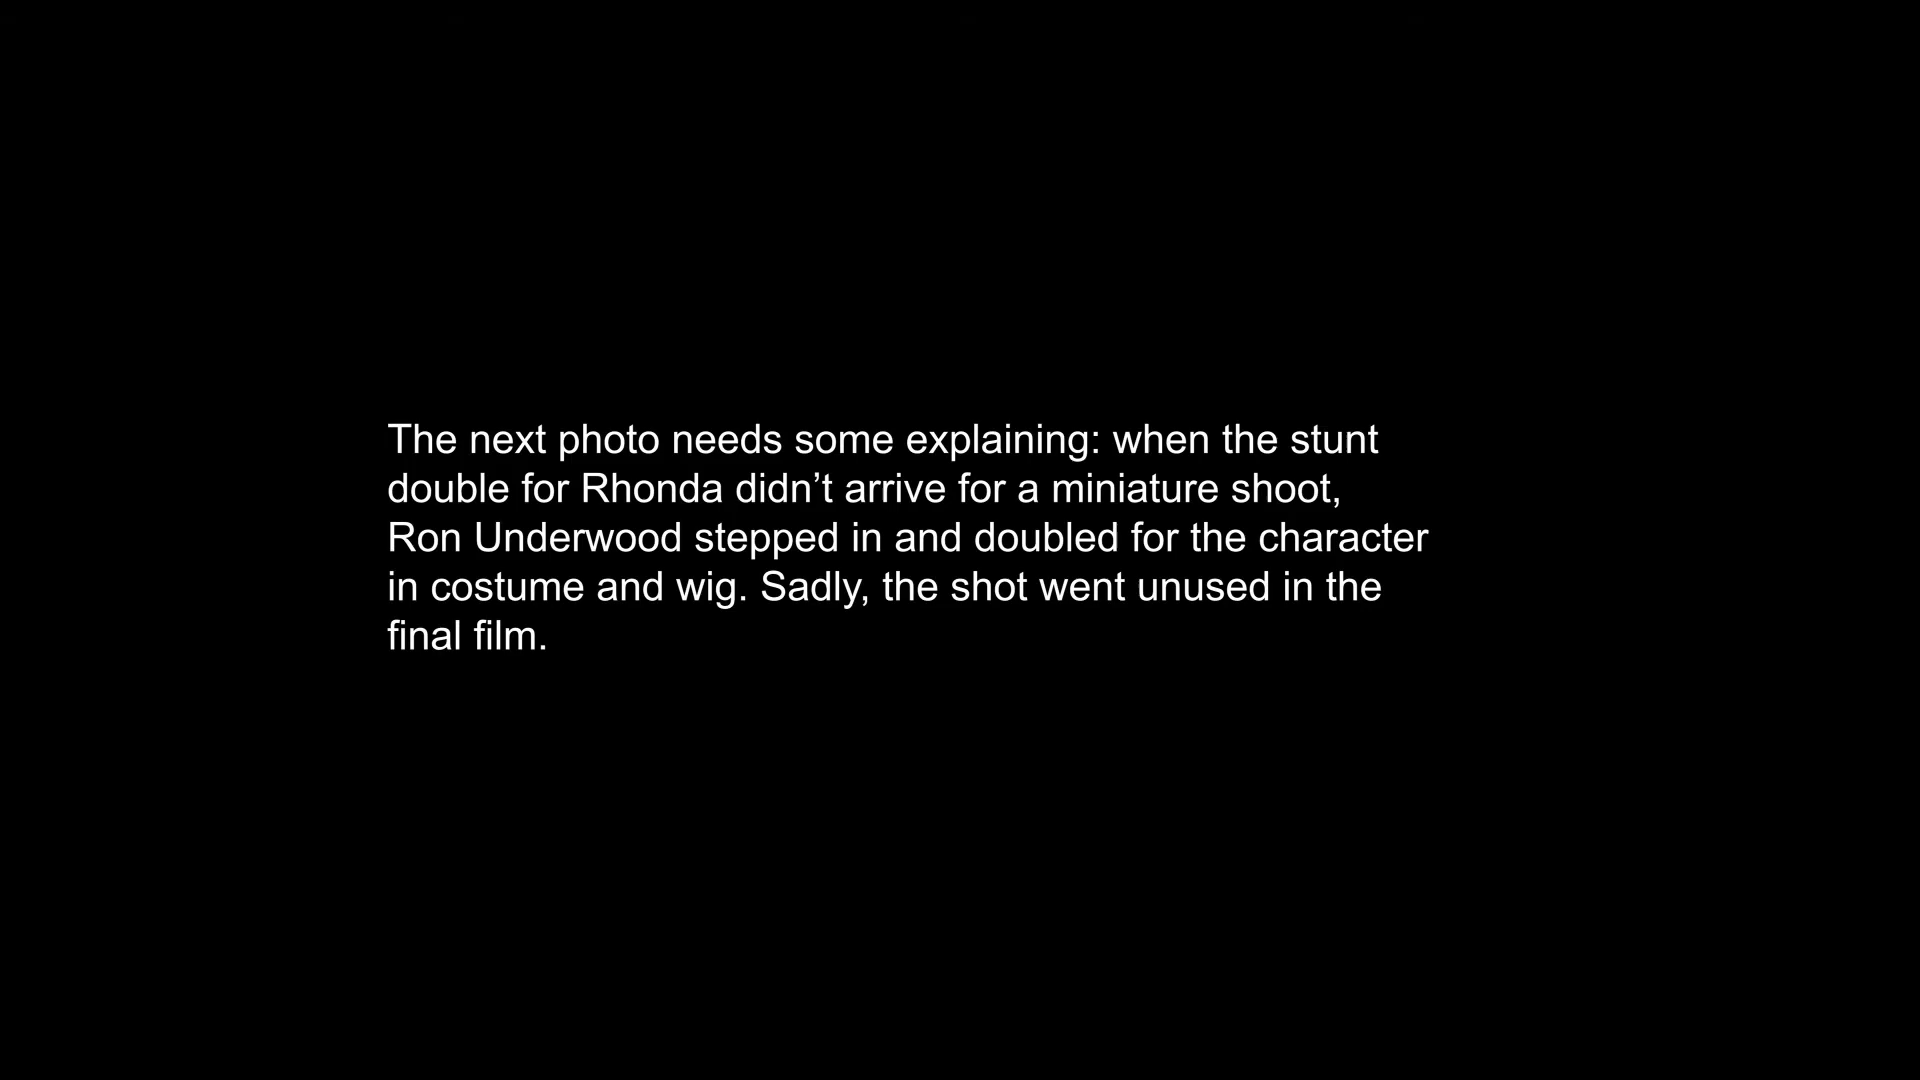 The next photo needs some explaining: when the stunt
double for Rhonda didn’t arrive for a miniature shoot,
Ron Underwood stepped in and doubled for the character
in costume and wig. Sadly, the shot went unused in the
final film.